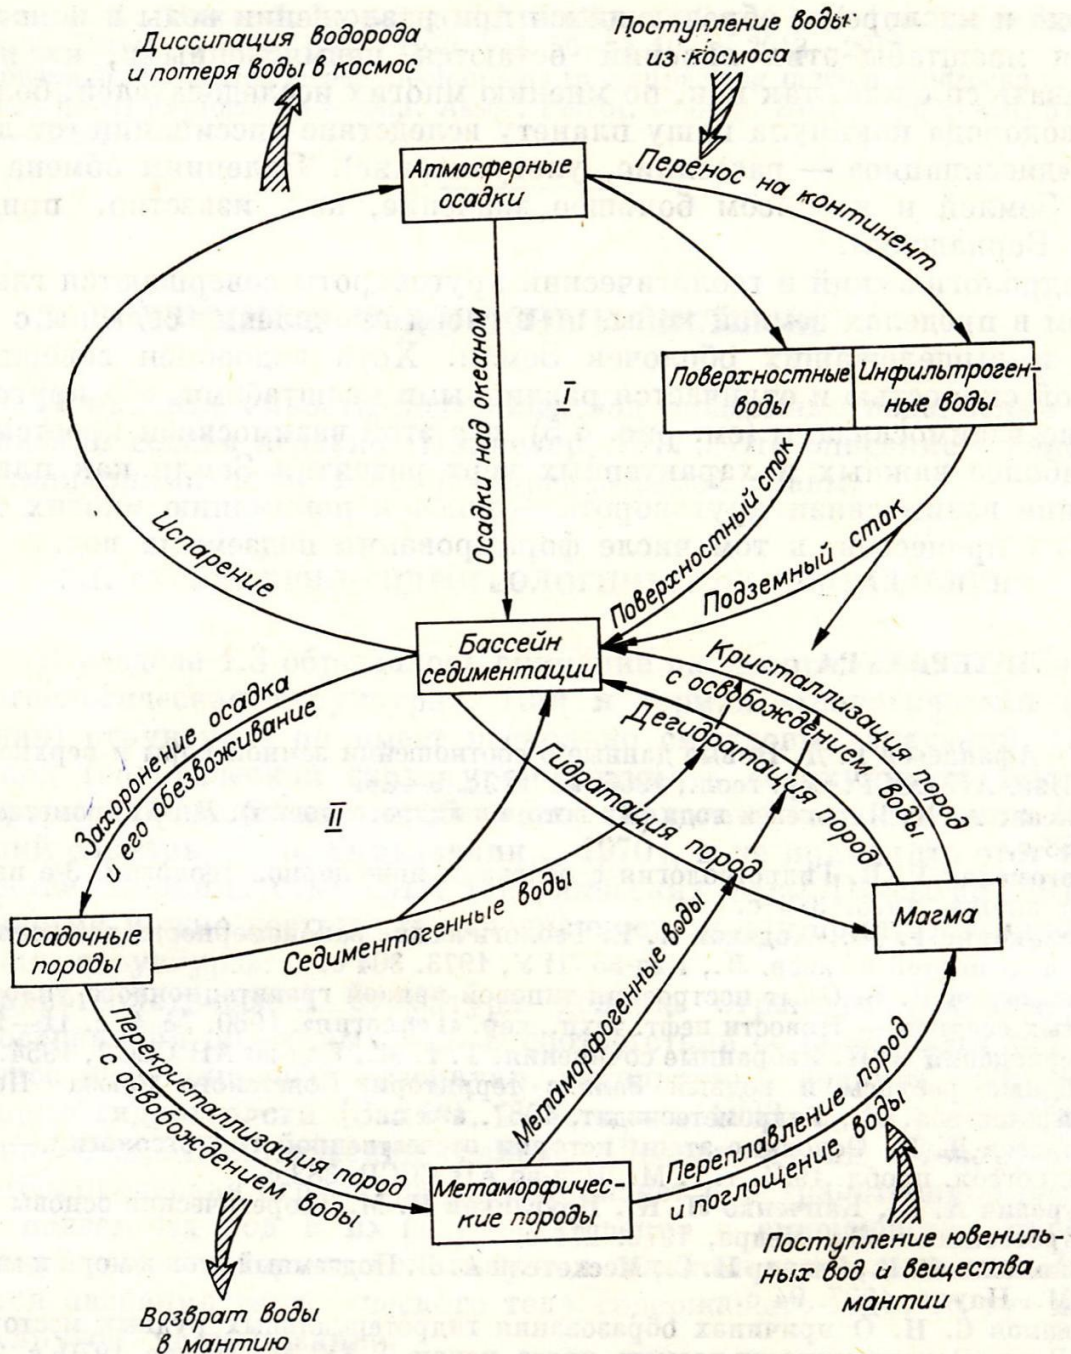 Диссипация водорода
и потеря воды в космос
Поступление воды
из космоса
Атмосферные
осадки
Перенос на континент
I
Осадки над океаном
Поверхностные
воды
Инфильтроген-
ные воды
Испарение
Поверхностный сток
Подземный сток
Бассейн
седиментации
Кристаллизация пород
с освобождением воды
Дегидратация пород
Гидратация пород
Захоронение осадка
и его обезвоживание
II
Осадочные
породы
Седиментогенные воды
Магма
Метаморфогенные воды
Перекристаллизация пород
с освобождением воды
Метаморфичес-
кие породы
Переплавление пород
и поглощение воды
Возврат воды
в мантию
Поступление ювениль-
ных вод и вещества
мантии